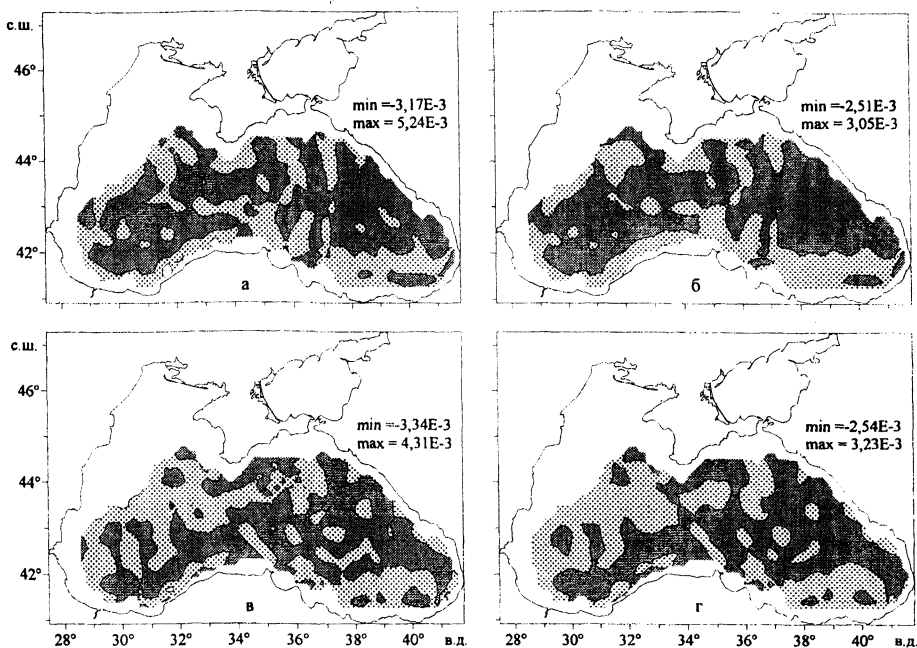 с.ш.
46°
44°
42°
min =-3,17E-3
max = 5,24E-3
а
min =-2,51E-3
max = 3,05E-3
б
с.ш.
46°
44°
42°
min =-3,34E-3
max = 4,31E-3
в
min =-2,54E-3
max = 3,23E-3
г
28° 30° 32° 34° 36° 38° 40° в.д.
30° 32° 34° 36° 38° 40° в.д.